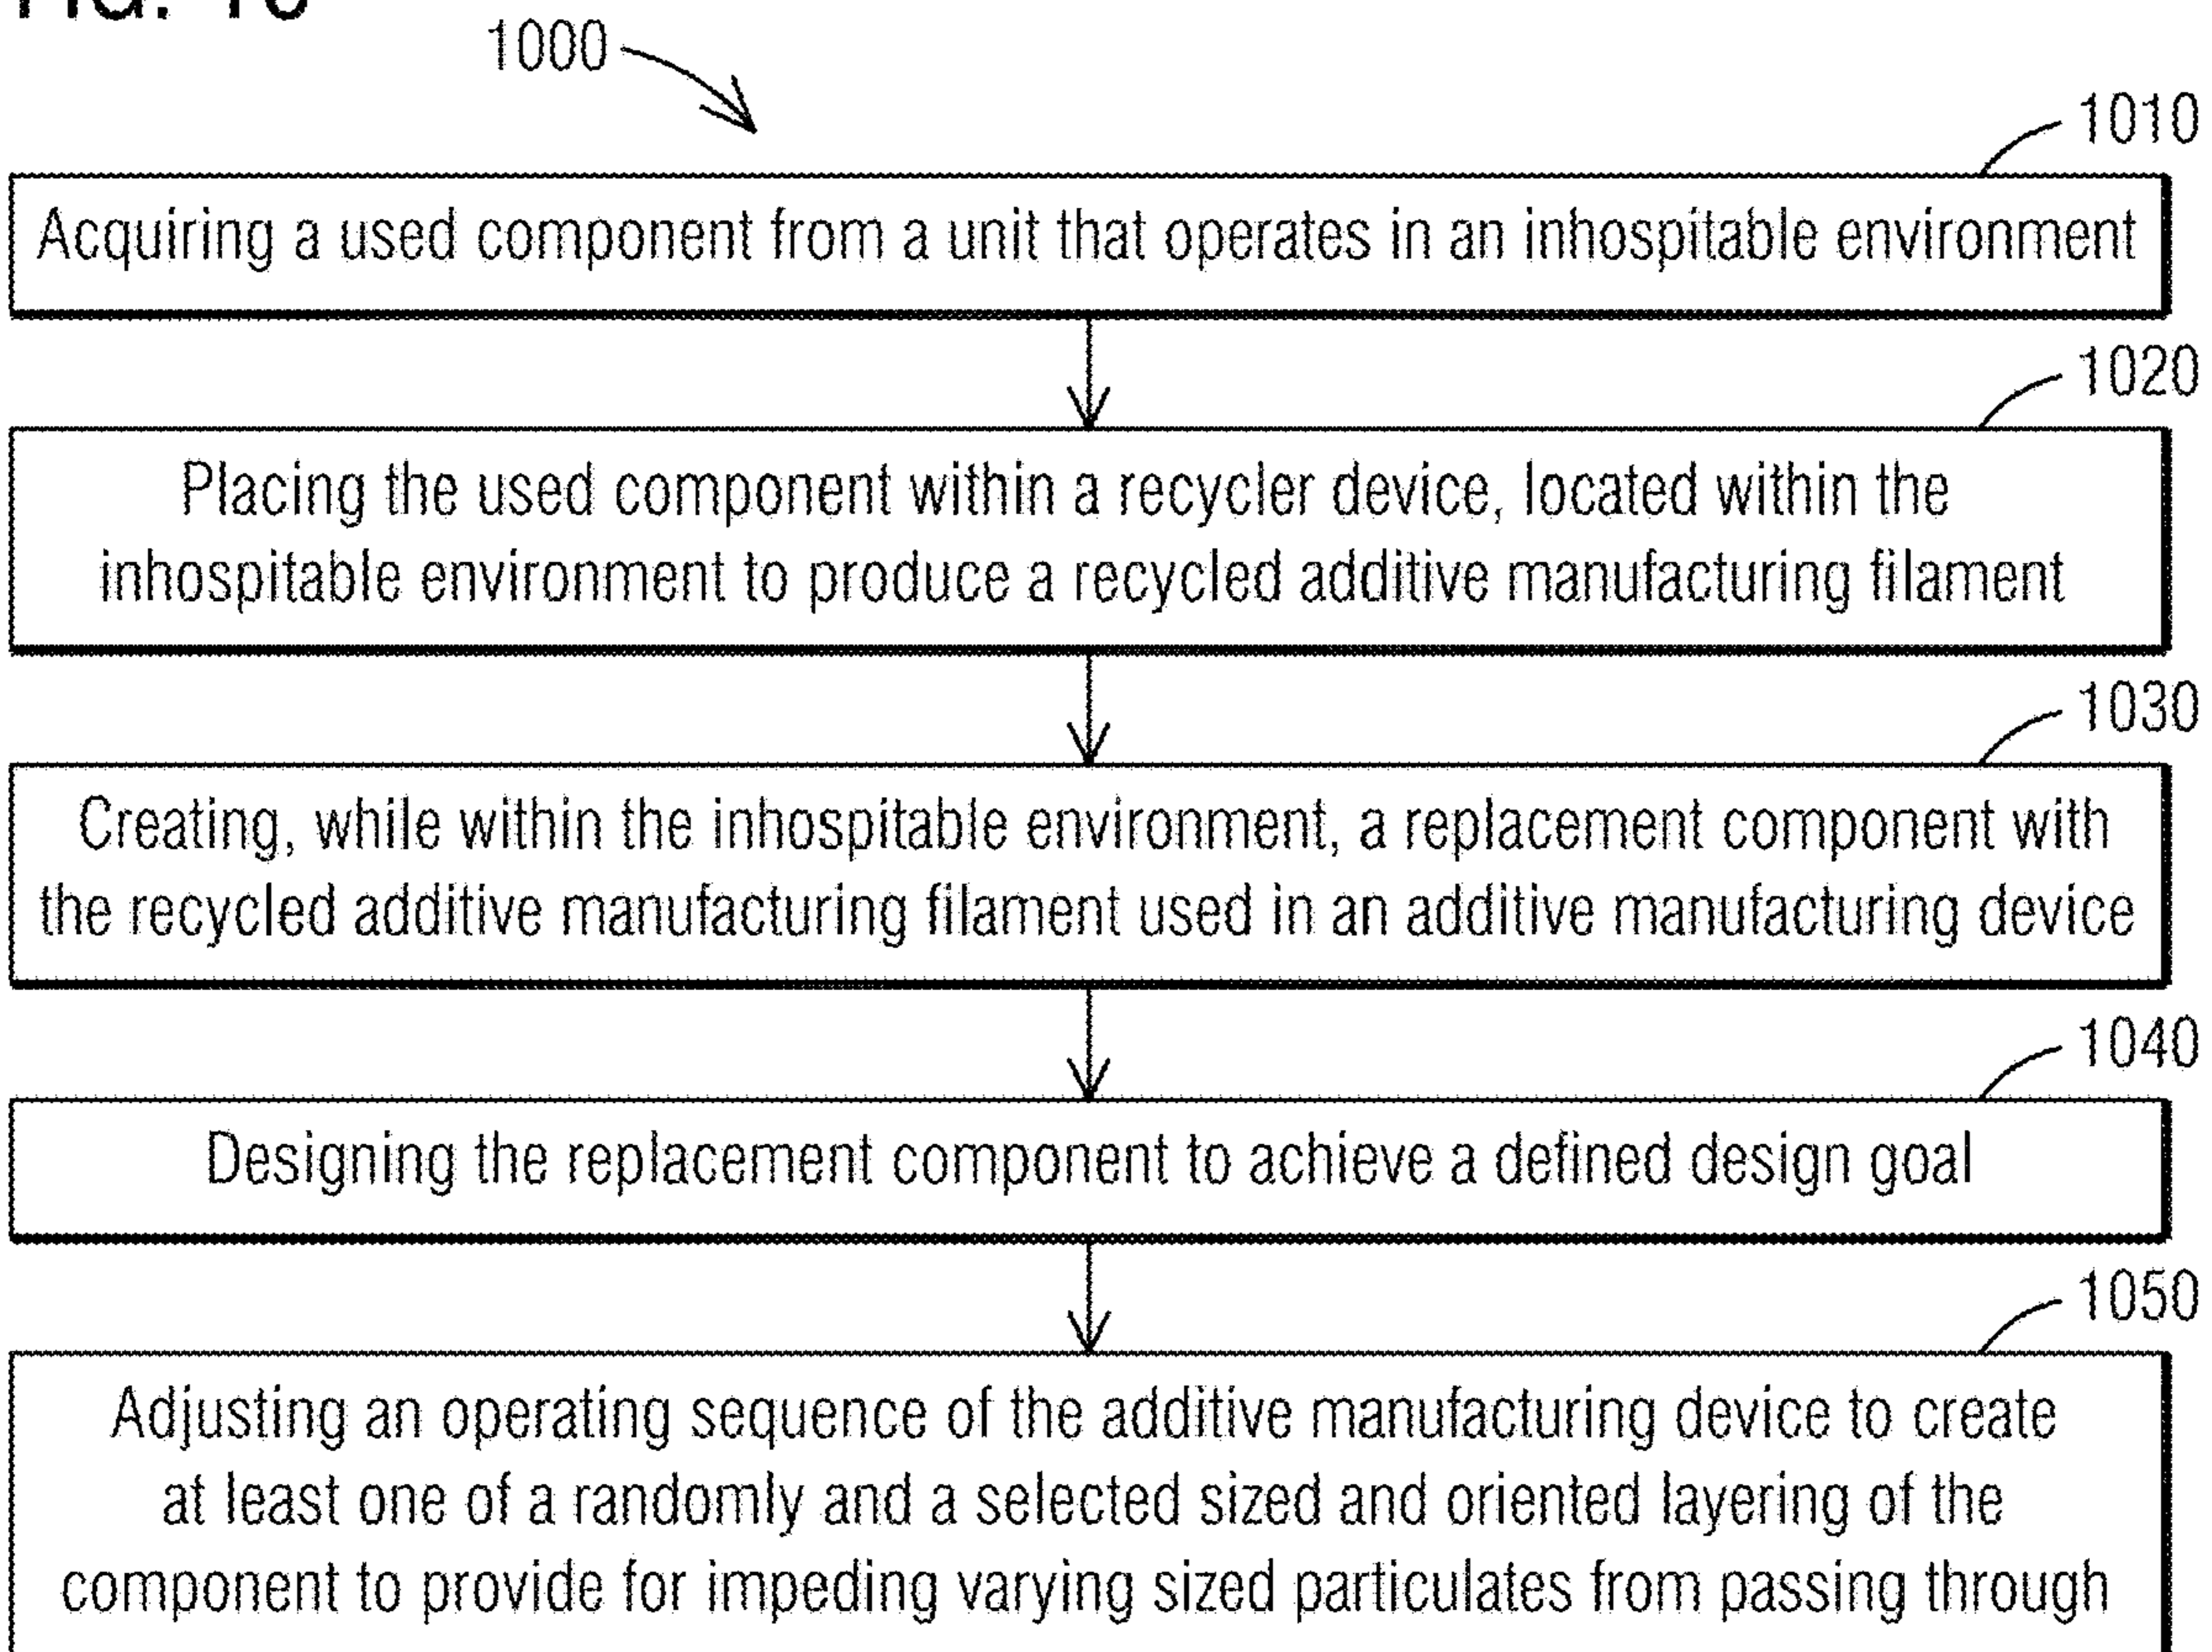 1000
1010
Acquiring a used component from a unit that operates in an inhospitable environment
1020
Placing the used component within a recycler device, located within the
inhospitable environment to produce a recycled additive manufacturing filament
1030
Creating, while within the inhospitable environment, a replacement component with
the recycled additive manufacturing filament used in an additive manufacturing device
1040
Designing the replacement component to achieve a defined design goal
1050
Adjusting an operating sequence of the additive manufacturing device to create
at least one of a randomly and a selected sized and oriented layering of the
component to provide for impeding varying sized particulates from passing through